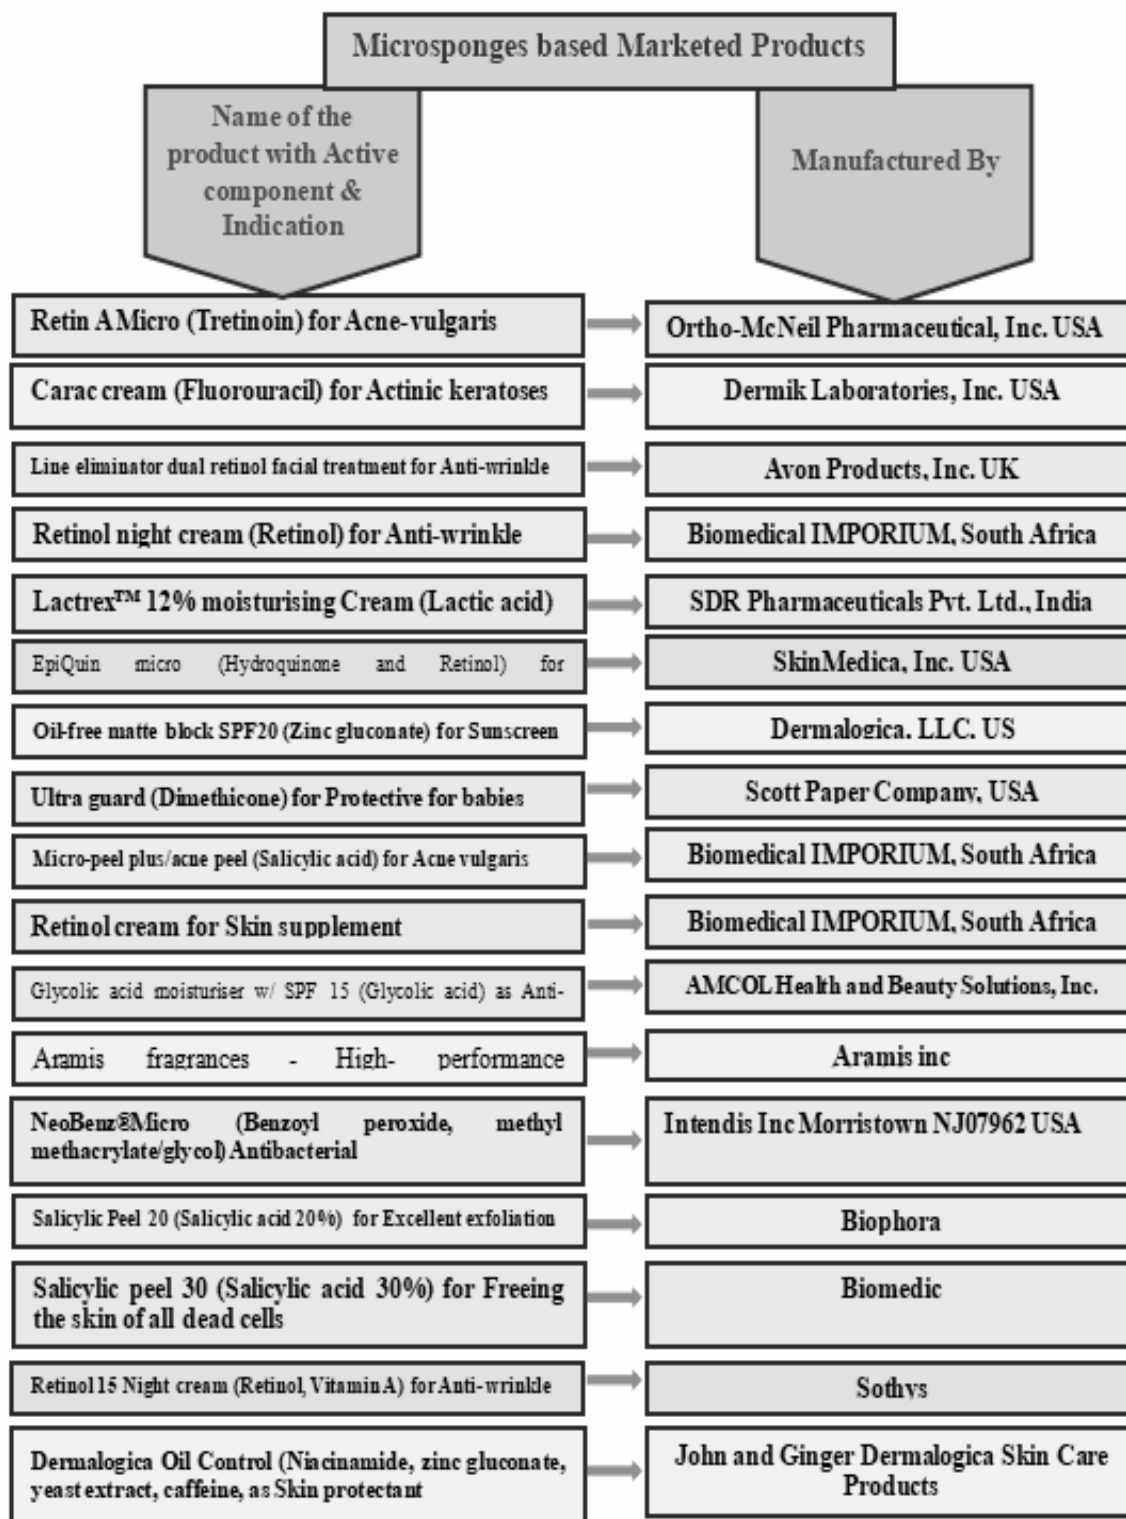 Microsponges based Marketed Products
Name of the
product with Active
component &
Indication
Manufactured By
Retin A Micro (Tretinoin) for Acne-vulgaris
Ortho-McNeil Pharmaceutical, Inc. USA
Carac cream (Fluorouracil) for Actinic keratoses
Dermik Laboratories, Inc. USA
Line eliminator dual retinol facial treatment for Anti-wrinkle
Avon Products, Inc. UK
Retinol night cream (Retinol) for Anti-wrinkle
Biomedical IMPORIUM, South Africa
Lactrex™ 12% moisturising Cream (Lactic acid)
SDR Pharmaceuticals Pvt. Ltd., India
EpiQuin micro (Hydroquinone and Retinol) for
SkinMedica, Inc. USA
Oil-free matte block SPF20 (Zinc gluconate) for Sunscreen
Dermalogica. LLC. US
Ultra guard (Dimethicone) for Protective for babies
Scott Paper Company, USA
Micro-peel plus/acne peel (Salicylic acid) for Acne vulgaris
Biomedical IMPORIUM, South Africa
Retinol cream for Skin supplement
Biomedical IMPORIUM, South Africa
Glycolic acid moisturiser w/ SPF 15 (Glycolic acid) as Anti-
AMCOL Health and Beauty Solutions, Inc.
Aramis fragrances - High- performance
Aramis inc
NeoBenz®Micro (Benzoyl peroxide, methyl
methacrylate/glycol) Antibacterial
Intendis Inc Morristown NJ07962 USA
Salicylic Peel 20 (Salicylic acid 20%) for Excellent exfoliation
Biophora
Salicylic peel 30 (Salicylic acid 30%) for Freeing
the skin of all dead cells
Biomedic
Retinol 15 Night cream (Retinol, Vitamin A) for Anti-wrinkle
Sothys
Dermalogica Oil Control (Niacinamide, zinc gluconate,
yeast extract, caffeine, as Skin protectant
John and Ginger Dermalogica Skin Care
Products